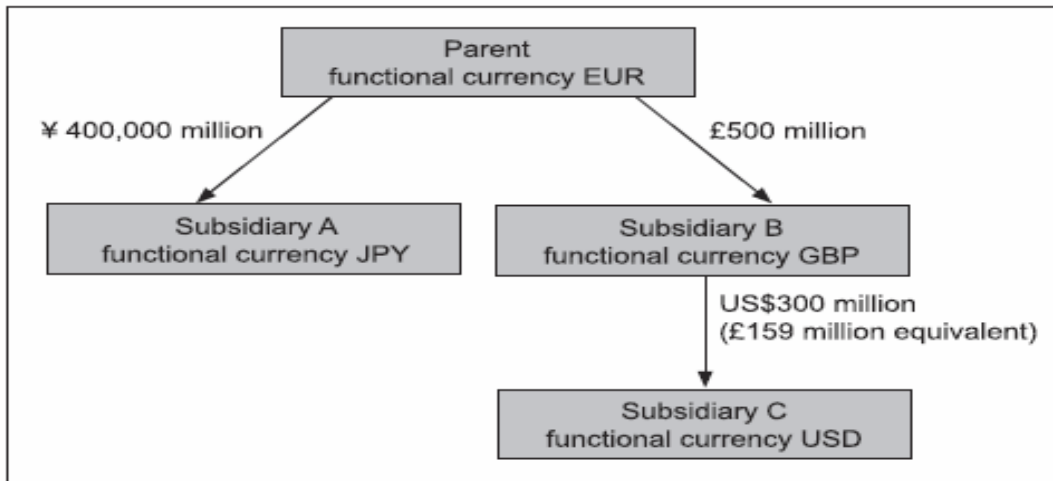 Parent
functional currency EUR
¥ 400,000 million
£500 million
Subsidiary A
functional currency JPY
Subsidiary B
functional currency GBP
US$300 million
(£159 million equivalent)
Subsidiary C
functional currency USD